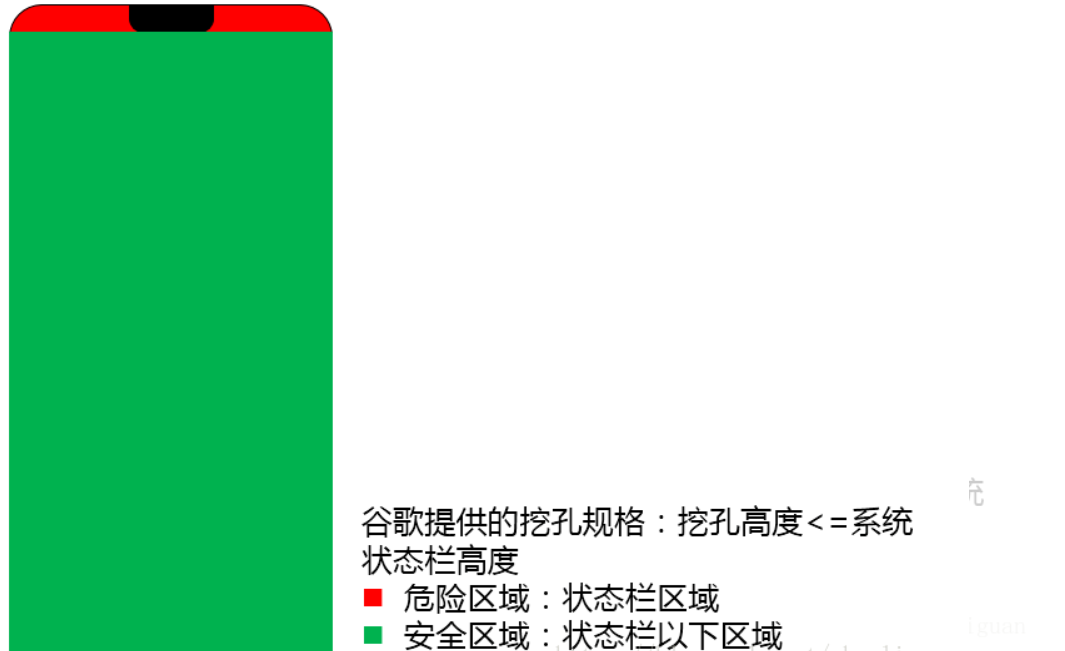 充
谷歌提供的挖孔规格：挖孔高度<=系统
状态栏高度
危险区域：状态栏区域
安全区域：状态栏以下区域
iguan